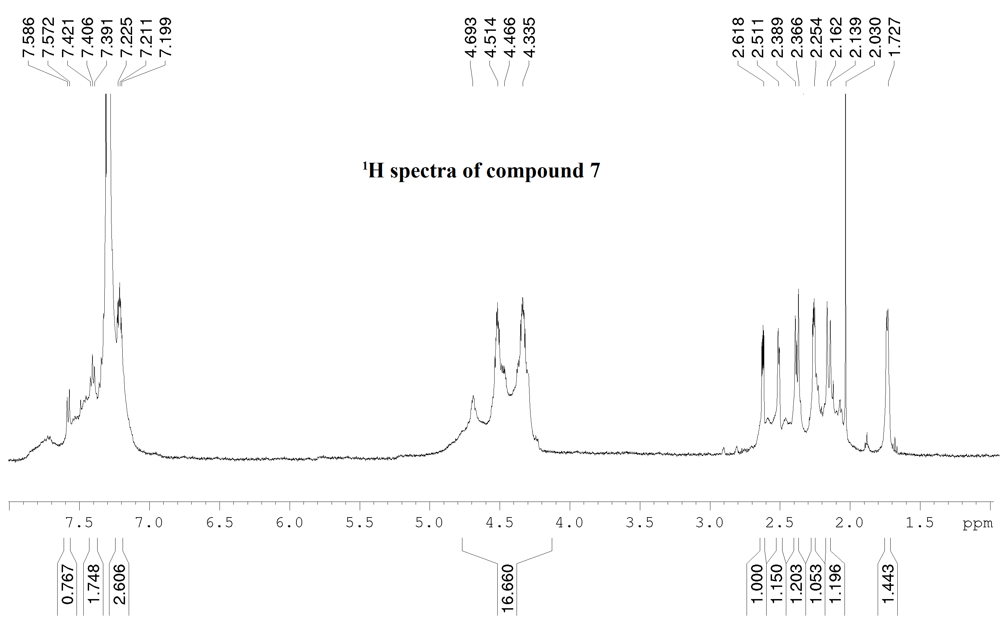 7.586 7.572 7.421 7.406 7.391 7.225 7.211 7.199 4.693 4.514 4.466 4.335 2.618 2.511 2.389 2.366 2.254 2.162 2.139 2.030 1.727
¹H spectra of compound 7
7.5 7.0 6.5 6.0 5.5 5.0 4.5 4.0 3.5 3.0 2.5 2.0 1.5 ppm
0.767 1.748 2.606 16.660 1.000 1.150 1.203 1.053 1.196 1.443